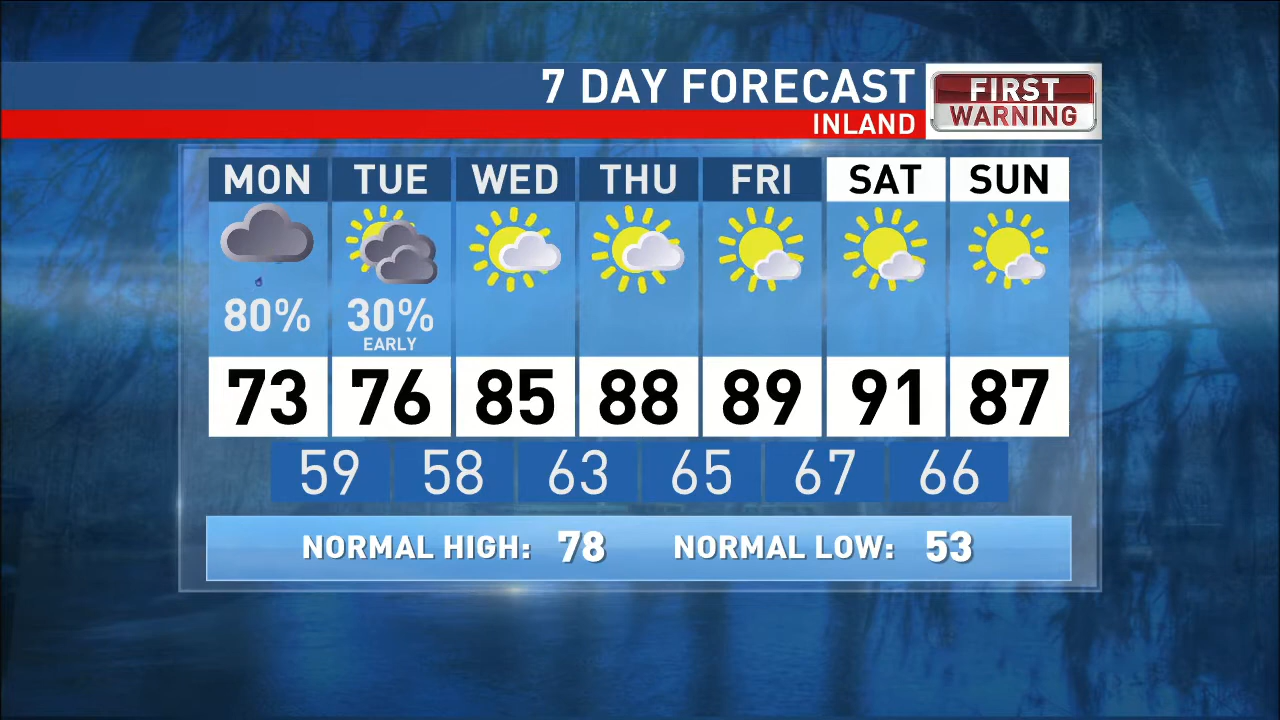 7 DAY FORECAST
INLAND
FIRST
WARNING
MON TUE WED THU FRI SAT SUN
80% 30%
EARLY
73 76 85 88 89 91 87
59 58 63 65 67 66
NORMAL HIGH: 78 NORMAL LOW: 53